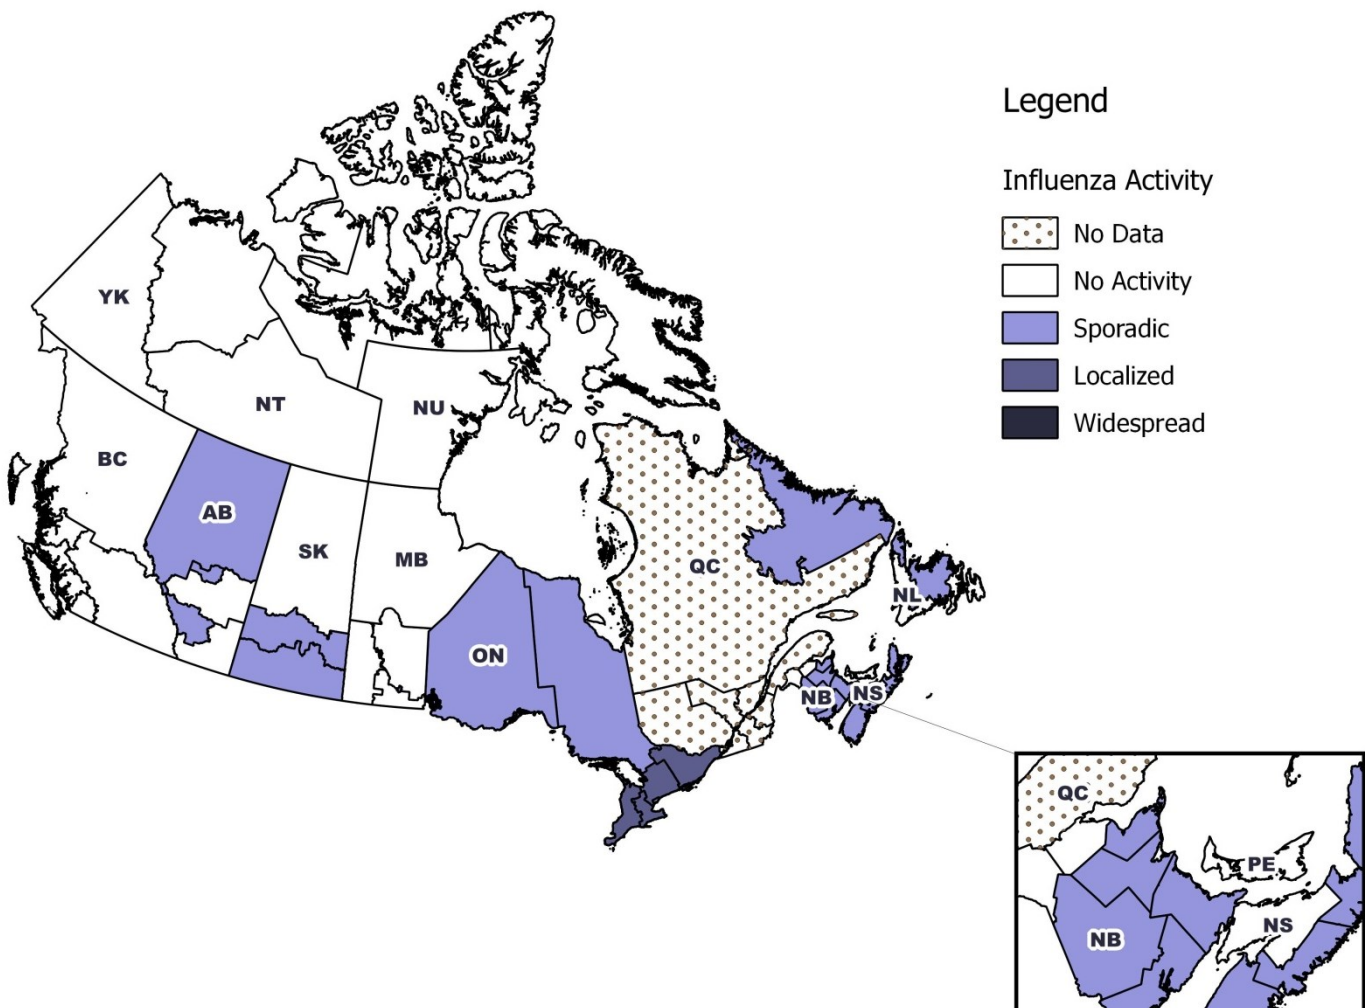 Legend
Influenza Activity
No Data
No Activity
Sporadic
Localized
Widespread
YK
NT
NU
BC
AB
SK
MB
QC
NL
ON
NB
NS
QC
PE
NS
NB